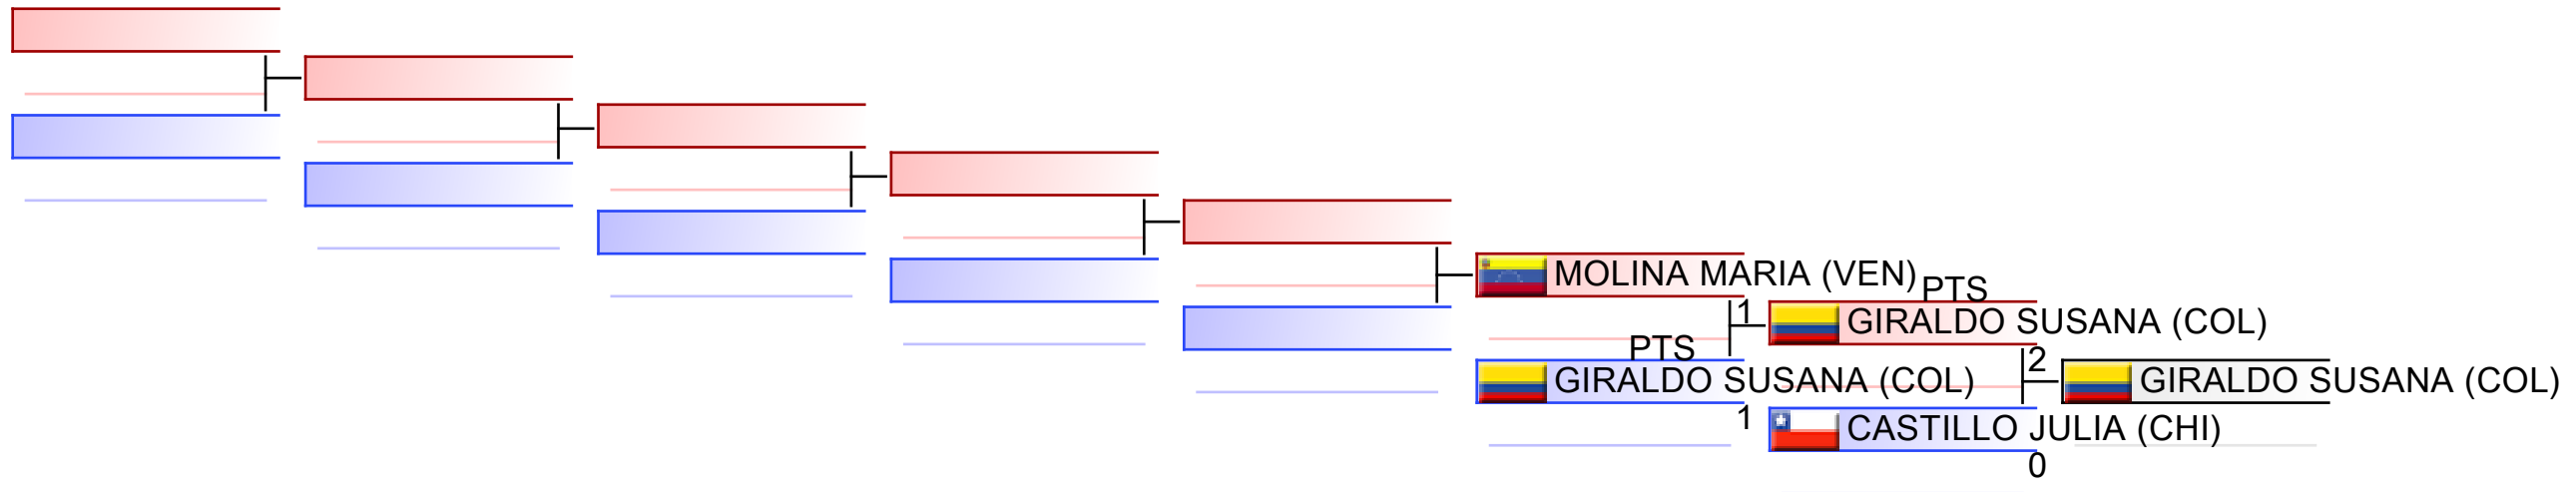 MOLINA MARIA (VEN)
PTS
1
GIRALDO SUSANA (COL)
PTS
2
GIRALDO SUSANA (COL)
GIRALDO SUSANA (COL)
1
CASTILLO JULIA (CHI)
0